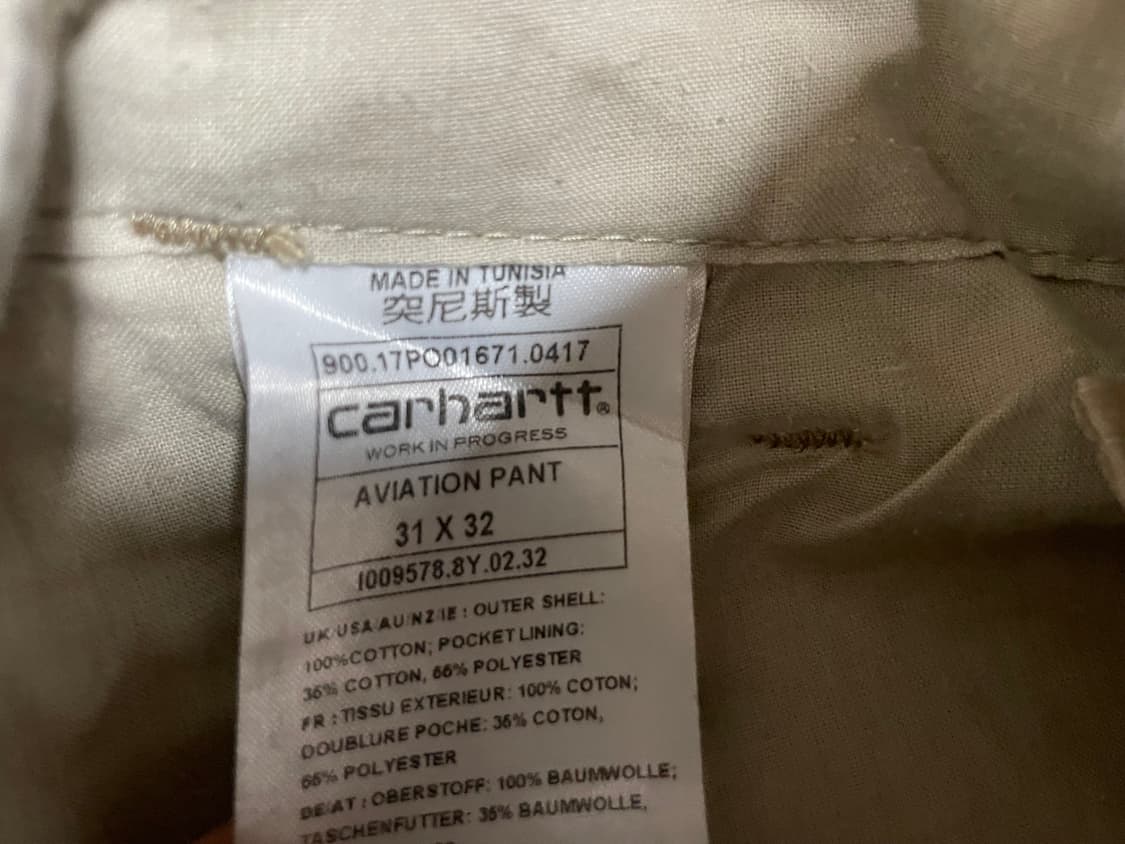 MADE IN TUNISIA
突尼斯製
900.17PO01671.0417
carhartt®
WORK IN PROGRESS
AVIATION PANT
31 X 32
I009578.8Y.02.32
UK/USA/AU/NZ/IE : OUTER SHELL:
100%COTTON; POCKET LINING:
35% COTTON, 65% POLYESTER
FR : TISSU EXTERIEUR: 100% COTON;
DOUBLURE POCHE: 35% COTON,
65% POLYESTER
DE/AT : OBERSTOFF: 100% BAUMWOLLE;
TASCHENFUTTER: 35% BAUMWOLLE,